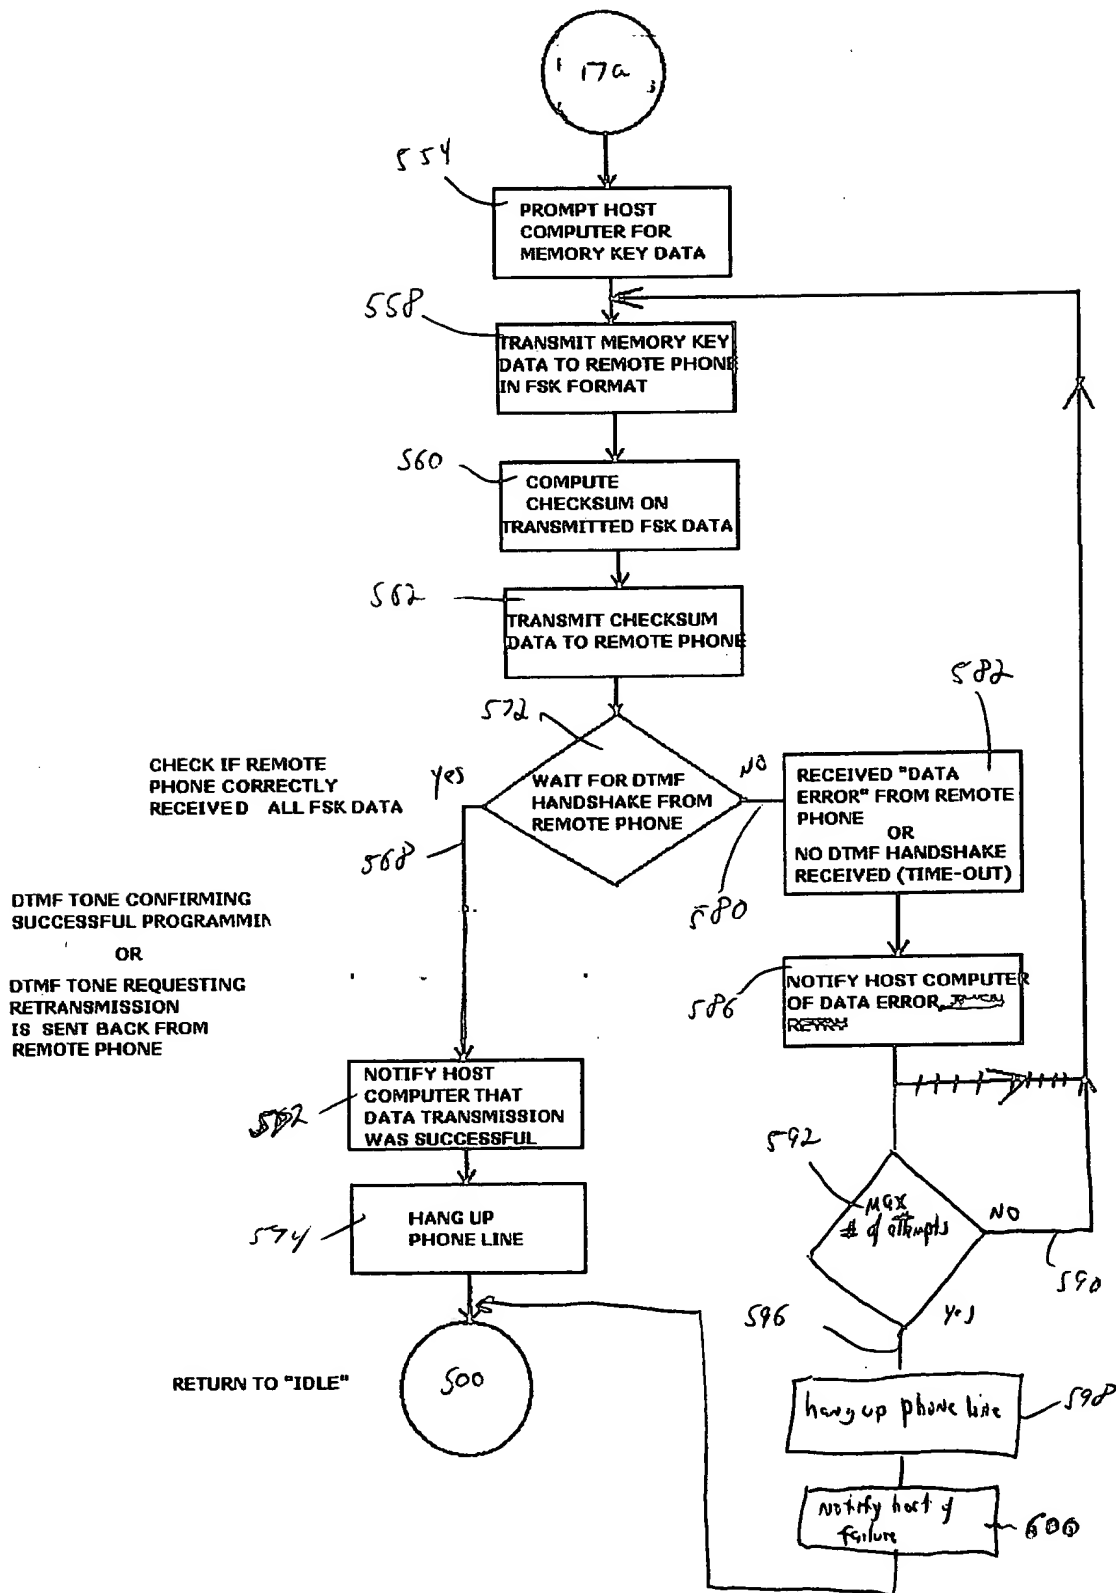 17a
554
PROMPT HOST
COMPUTER FOR
MEMORY KEY DATA
558
TRANSMIT MEMORY KEY
DATA TO REMOTE PHONE
IN FSK FORMAT
560
COMPUTE
CHECKSUM ON
TRANSMITTED FSK DATA
562
TRANSMIT CHECKSUM
DATA TO REMOTE PHONE
572
WAIT FOR DTMF
HANDSHAKE FROM
REMOTE PHONE
CHECK IF REMOTE
PHONE CORRECTLY
RECEIVED ALL FSK DATA
yes
568
NO
580
582
RECEIVED "DATA
ERROR" FROM REMOTE
PHONE
OR
NO DTMF HANDSHAKE
RECEIVED (TIME-OUT)
DTMF TONE CONFIRMING
SUCCESSFUL PROGRAMMIN
OR
DTMF TONE REQUESTING
RETRANSMISSION
IS SENT BACK FROM
REMOTE PHONE
586
NOTIFY HOST COMPUTER
OF DATA ERROR,
RETRY
NOTIFY HOST
COMPUTER THAT
DATA TRANSMISSION
WAS SUCCESSFUL
592
MAX
# of attempts
NO
590
yes
596
574
HANG UP
PHONE LINE
RETURN TO "IDLE"
500
hang up phone line
598
Notify host of
failure
600